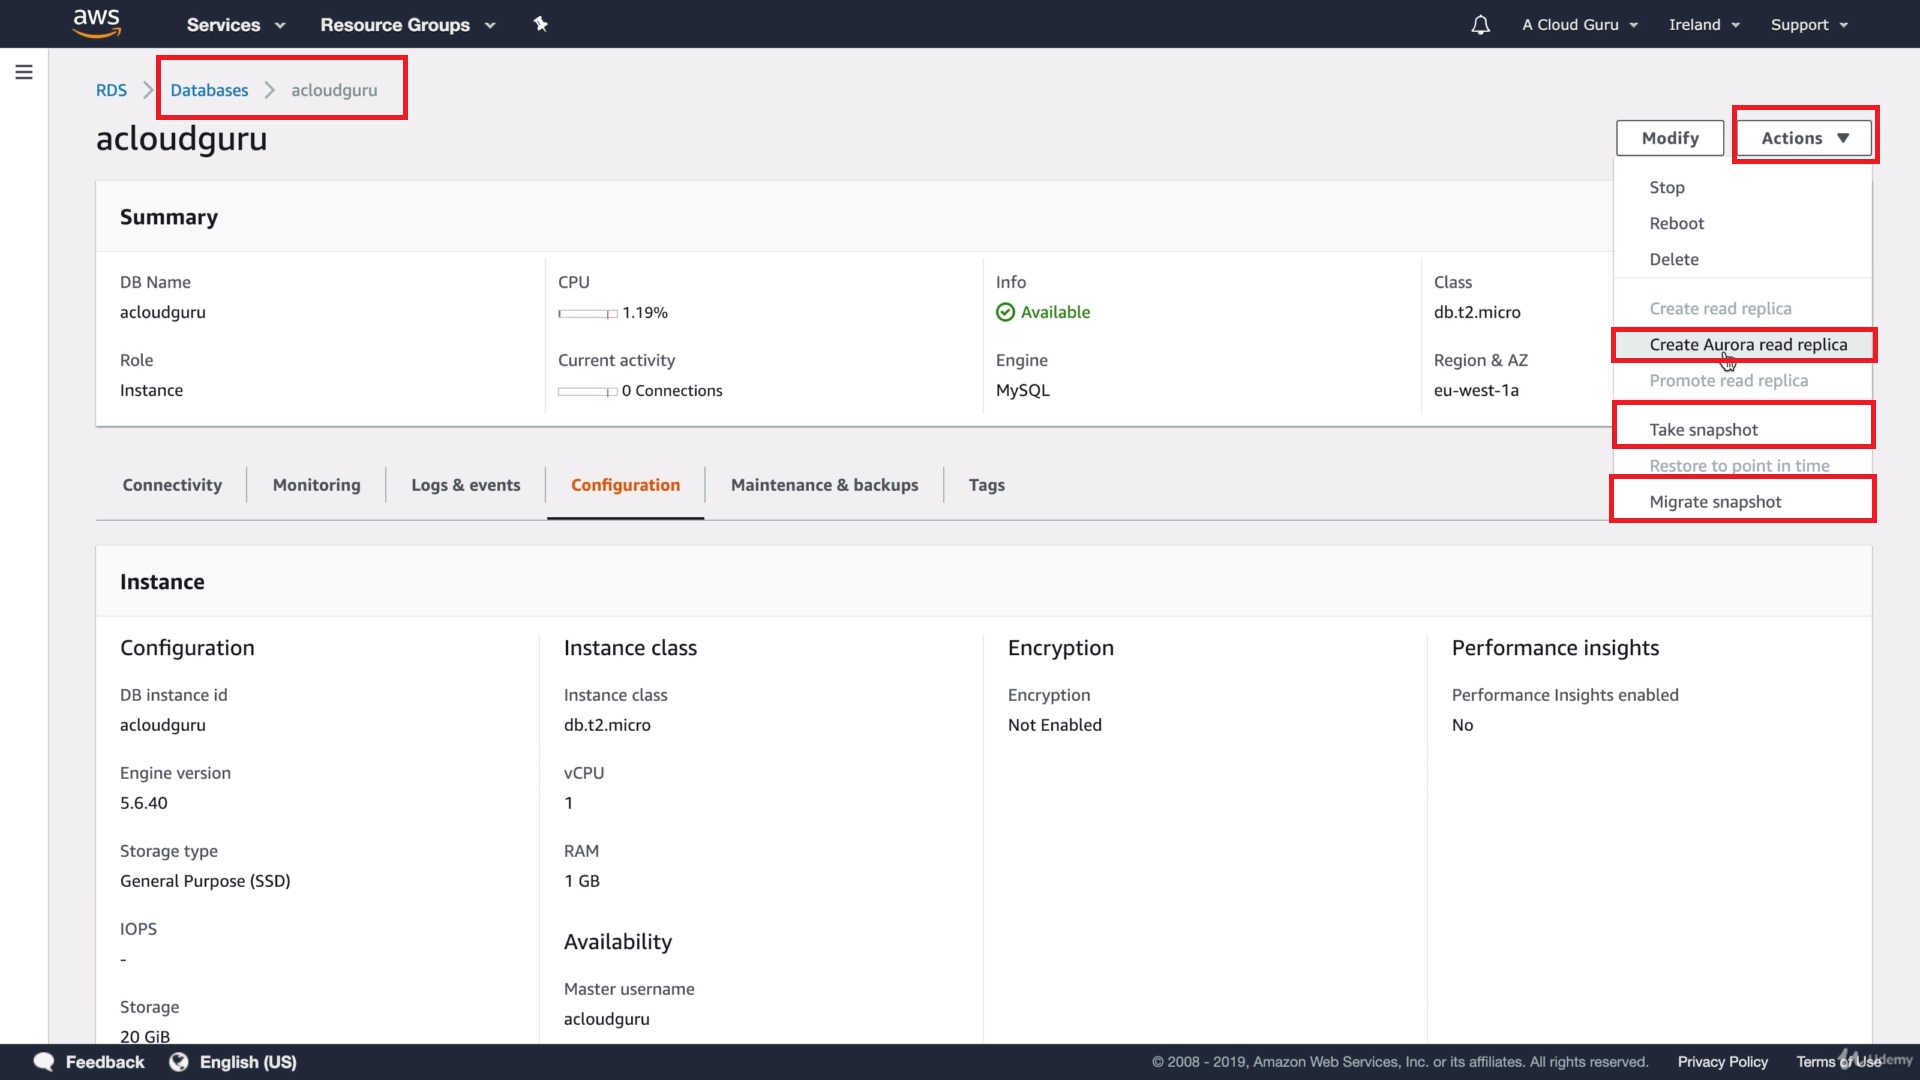 aws Services Resource Groups A Cloud Guru Ireland Support
RDS Databases acloudguru
acloudguru
Modify Actions
Stop
Reboot
Delete
Create read replica
Create Aurora read replica
Promote read replica
Take snapshot
Restore to point in time
Migrate snapshot
Summary
DB Name
acloudguru
Role
Instance
CPU
1.19%
Current activity
0 Connections
Info
Available
Engine
MySQL
Class
db.t2.micro
Region & AZ
eu-west-1a
Connectivity Monitoring Logs & events Configuration Maintenance & backups Tags
Instance
Configuration
DB instance id
acloudguru
Engine version
5.6.40
Storage type
General Purpose (SSD)
IOPS
-
Storage
20 GiB
Instance class
Instance class
db.t2.micro
vCPU
1
RAM
1 GB
Availability
Master username
acloudguru
Encryption
Encryption
Not Enabled
Performance insights
Performance Insights enabled
No
Feedback English (US) © 2008 - 2019, Amazon Web Services, Inc. or its affiliates. All rights reserved. Privacy Policy Terms of Use
Udemy